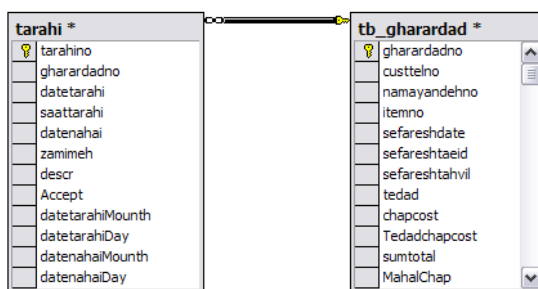 tarahi *
tarahino
gharardadno
datetarahi
saattarahi
datenahai
zamimeh
descr
Accept
datetarahiMounth
datetarahiDay
datenahaiMounth
datenahaiDay
tb_gharardad *
gharardadno
custtelno
namayandehno
itemno
sefareshdate
sefareshtaeid
sefareshtahvil
tedad
chapcost
Tedadchapcost
sumtotal
MahalChap